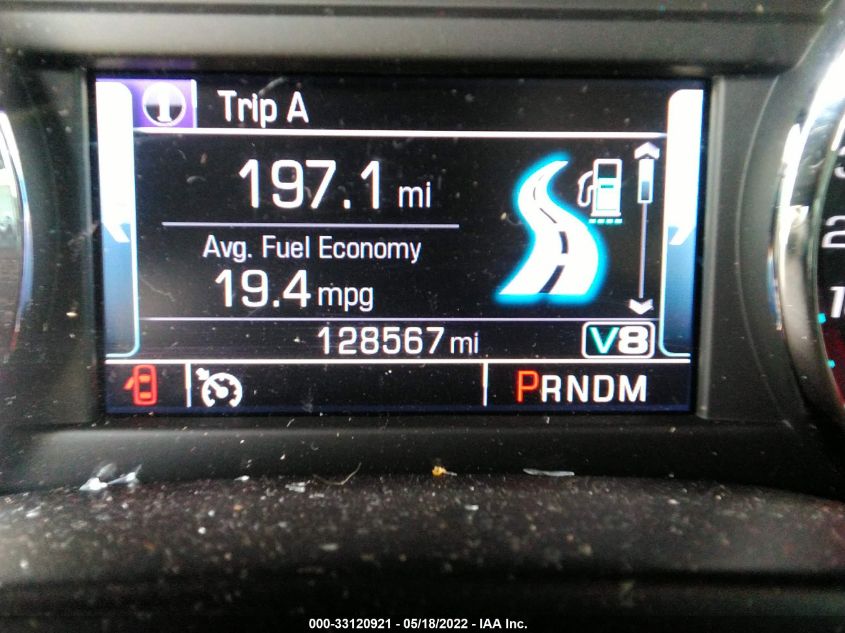 Trip A
197.1 mi
Avg. Fuel Economy
19.4 mpg
128567 mi V8
PRNDM
000-33120921 - 05/18/2022 - IAA Inc.